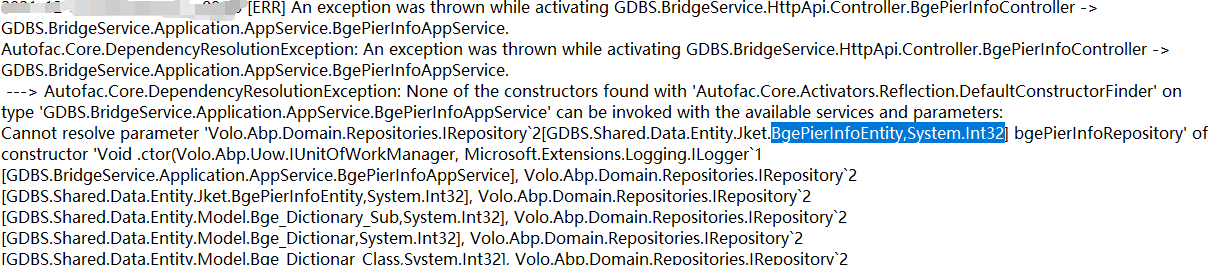 [ERR] An exception was thrown while activating GDBS.BridgeService.HttpApi.Controller.BgePierInfoController ->
GDBS.BridgeService.Application.AppService.BgePierInfoAppService.
Autofac.Core.DependencyResolutionException: An exception was thrown while activating GDBS.BridgeService.HttpApi.Controller.BgePierInfoController ->
GDBS.BridgeService.Application.AppService.BgePierInfoAppService.
---> Autofac.Core.DependencyResolutionException: None of the constructors found with 'Autofac.Core.Activators.Reflection.DefaultConstructorFinder' on
type 'GDBS.BridgeService.Application.AppService.BgePierInfoAppService' can be invoked with the available services and parameters:
Cannot resolve parameter 'Volo.Abp.Domain.Repositories.IRepository`2[GDBS.Shared.Data.Entity.Jket.BgePierInfoEntity,System.Int32] bgePierInfoRepository' of
constructor 'Void .ctor(Volo.Abp.Uow.IUnitOfWorkManager, Microsoft.Extensions.Logging.ILogger`1
[GDBS.BridgeService.Application.AppService.BgePierInfoAppService], Volo.Abp.Domain.Repositories.IRepository`2
[GDBS.Shared.Data.Entity.Jket.BgePierInfoEntity,System.Int32], Volo.Abp.Domain.Repositories.IRepository`2
[GDBS.Shared.Data.Entity.Model.Bge_Dictionary_Sub,System.Int32], Volo.Abp.Domain.Repositories.IRepository`2
[GDBS.Shared.Data.Entity.Model.Bge_Dictionar,System.Int32], Volo.Abp.Domain.Repositories.IRepository`2
[GDBS.Shared.Data.Entity.Model.Bge_Dictionar_Class,System.Int32], Volo.Abp.Domain.Repositories.IRepository`2